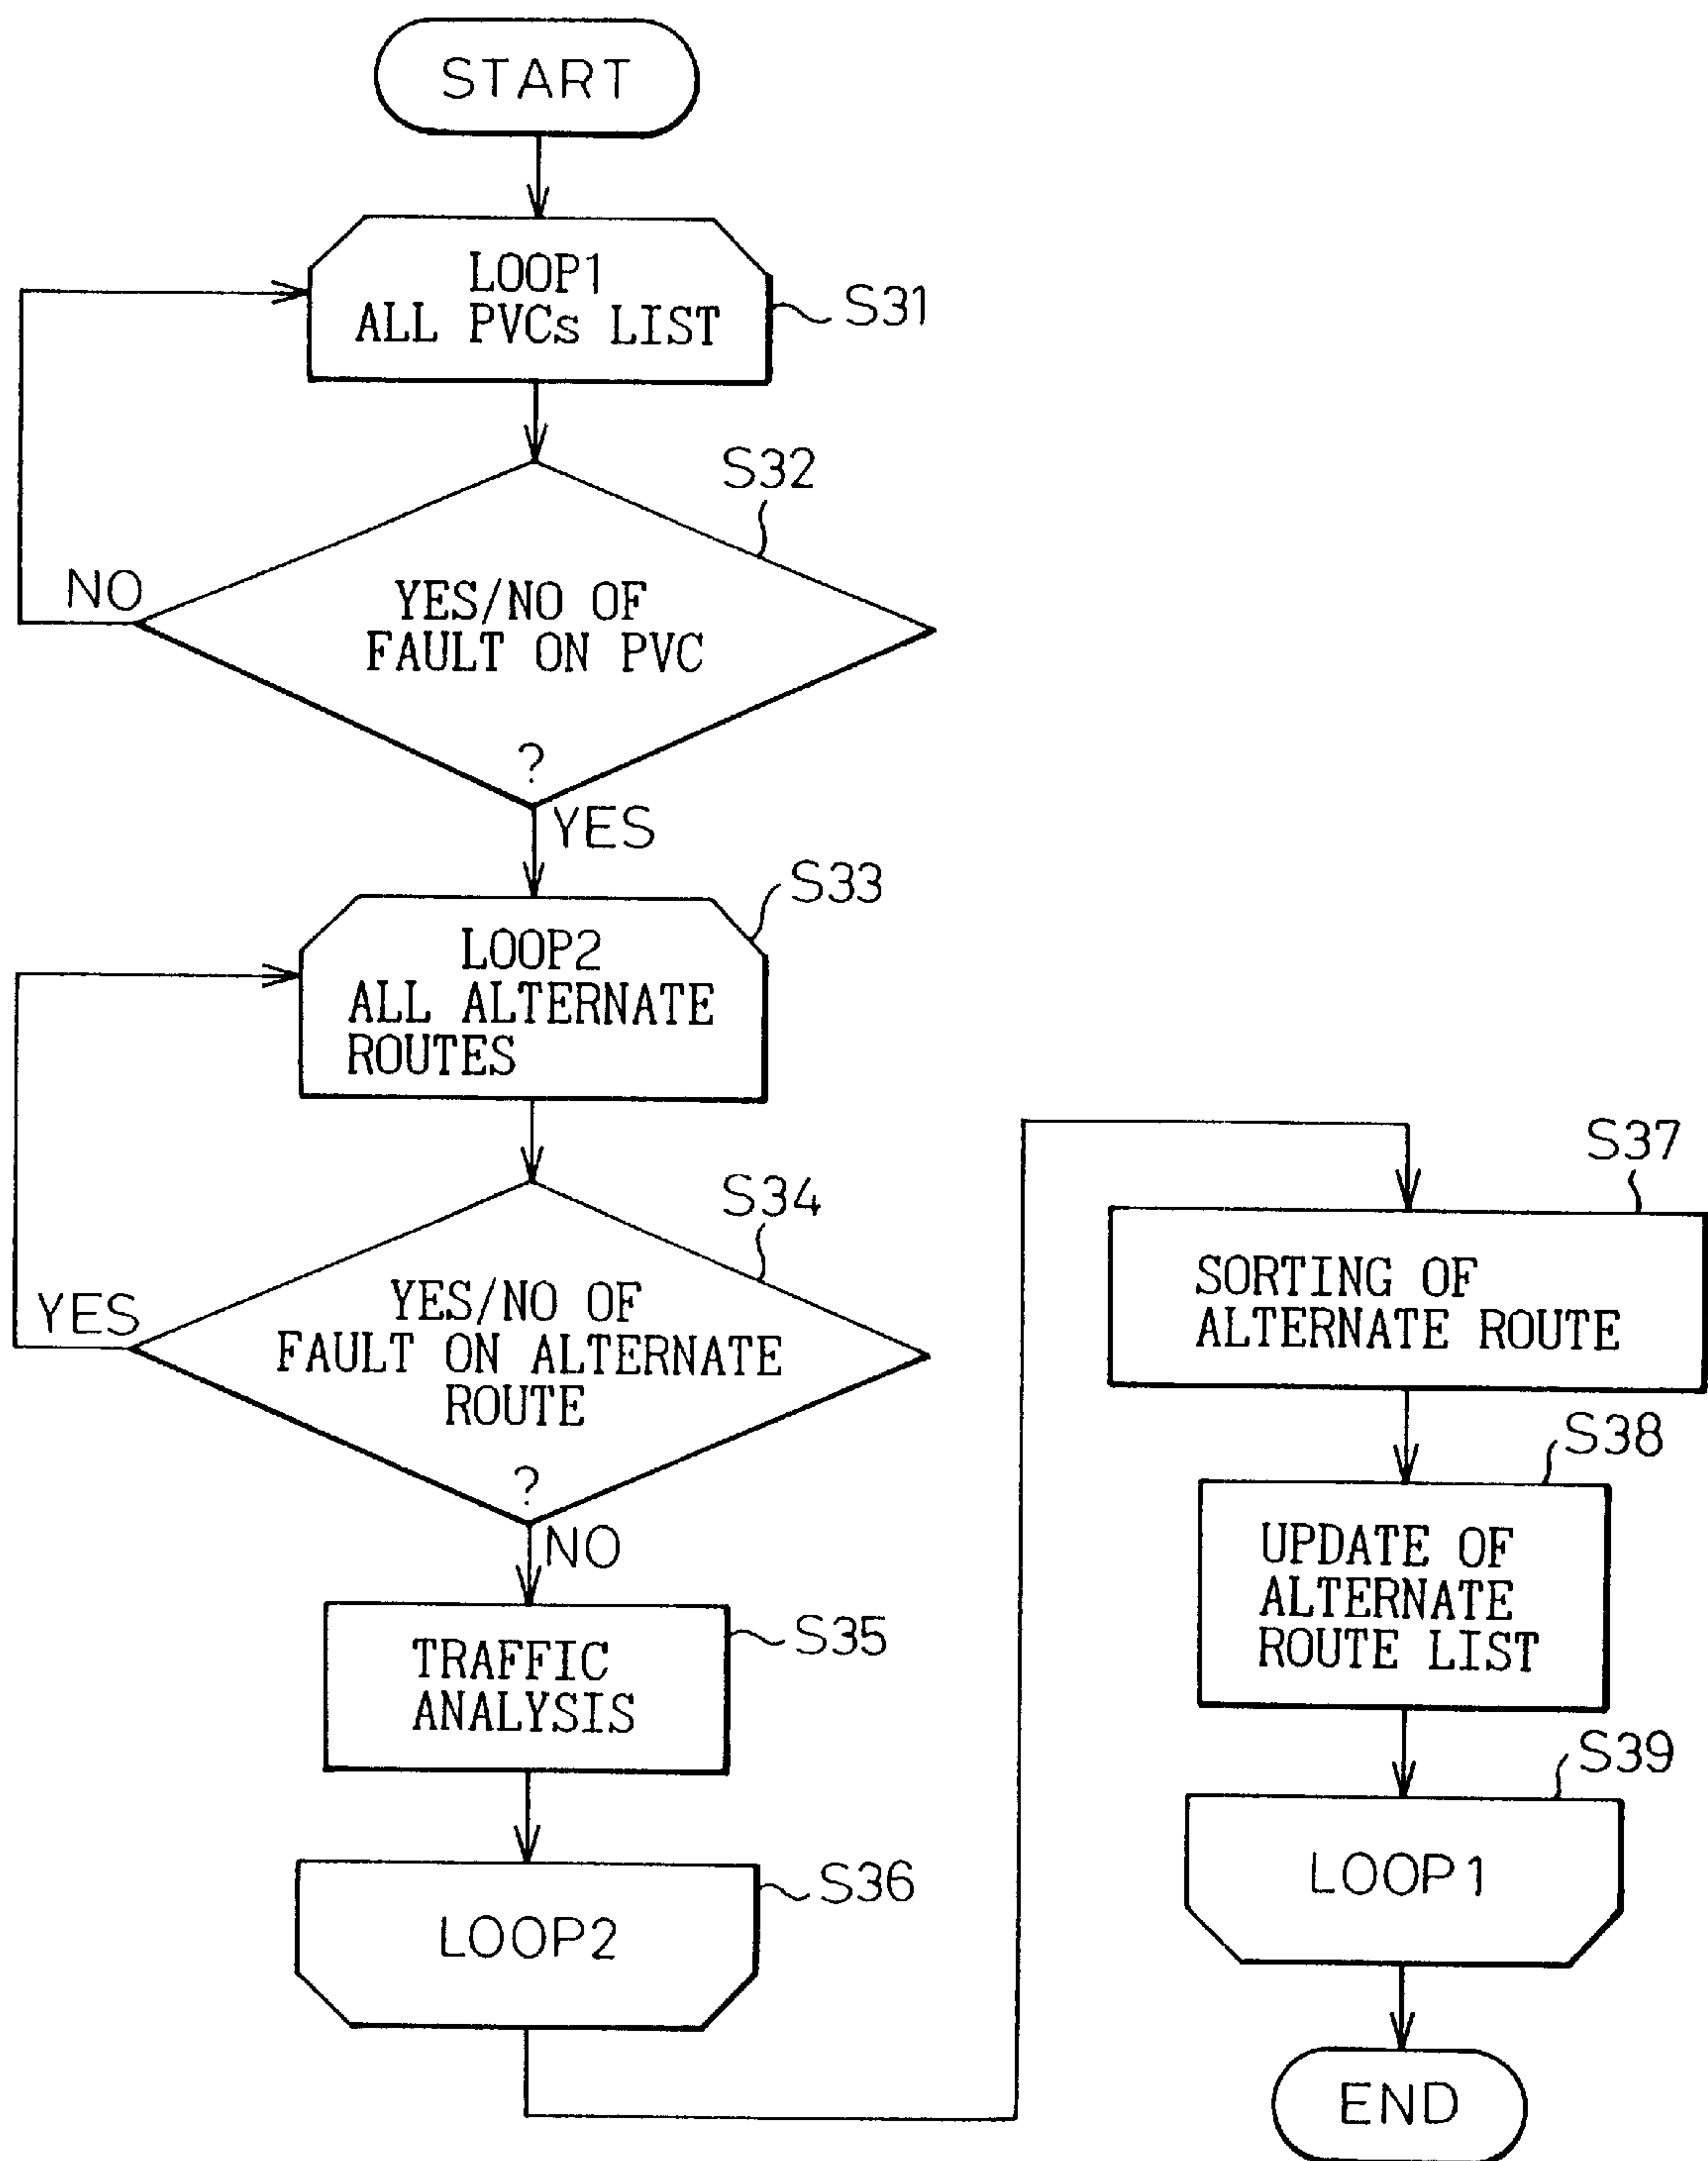 START
LOOP1
ALL PVCs LIST
S31
S32
NO
YES/NO OF
FAULT ON PVC
?
YES
S33
LOOP2
ALL ALTERNATE
ROUTES
S34
YES
YES/NO OF
FAULT ON ALTERNATE
ROUTE
?
NO
TRAFFIC
ANALYSIS
S35
LOOP2
S36
S37
SORTING OF
ALTERNATE ROUTE
S38
UPDATE OF
ALTERNATE
ROUTE LIST
S39
LOOP1
END